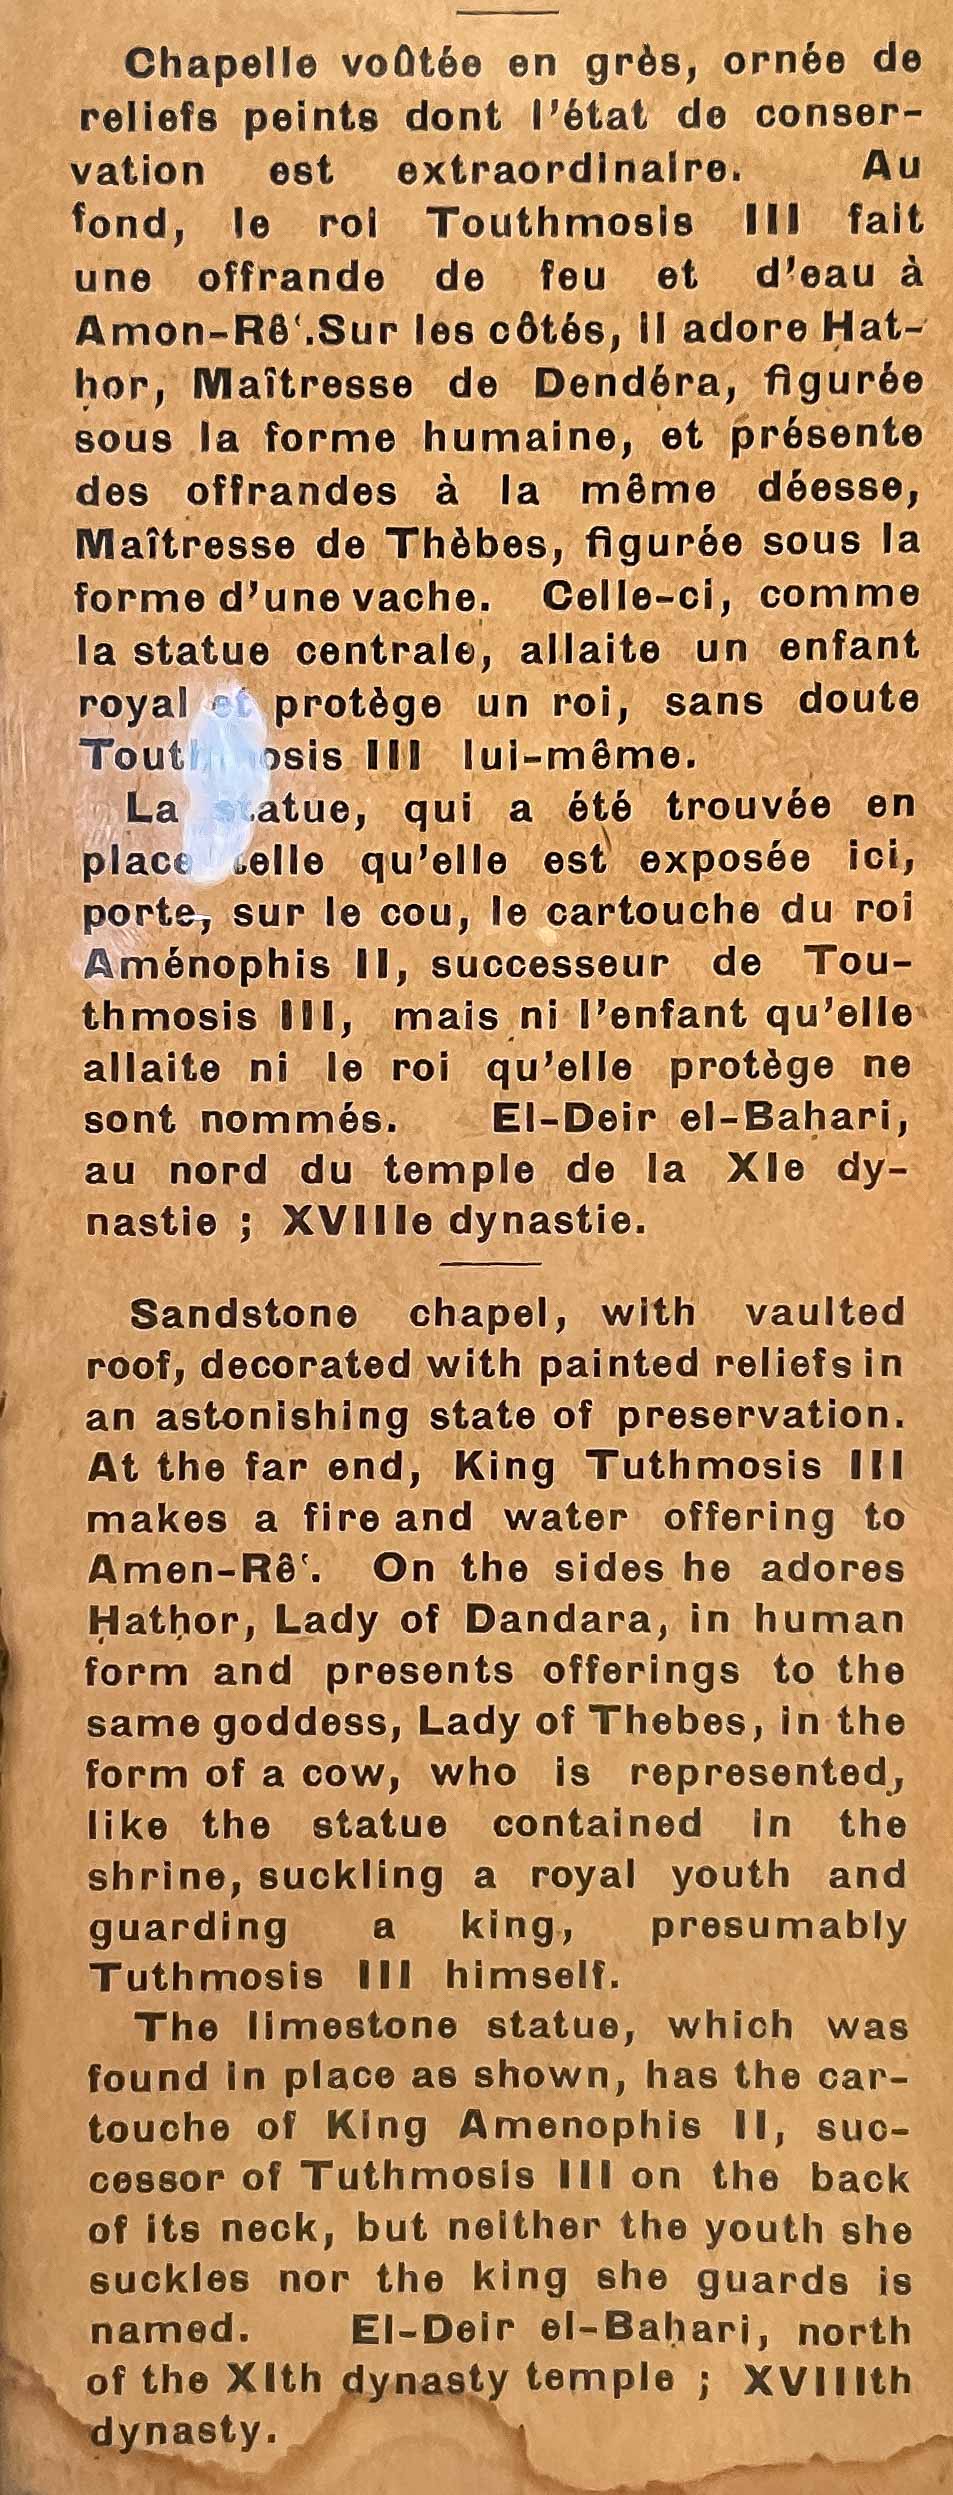 Chapelle voûtée en grès, ornée de
reliefs peints dont l'état de conser-
vation est extraordinaire. Au
fond, le roi Touthmosis III fait
une offrande de feu et d'eau à
Amon-Rê‘.Sur les côtés, il adore Ḥat-
ḥor, Maîtresse de Dendéra, figurée
sous la forme humaine, et présente
des offrandes à la même déesse,
Maîtresse de Thèbes, figurée sous la
forme d'une vache. Celle-ci, comme
la statue centrale, allaite un enfant
royal et protège un roi, sans doute
Touthmosis III lui-même.
La statue, qui a été trouvée en
place telle qu'elle est exposée ici,
porte, sur le cou, le cartouche du roi
Aménophis II, successeur de Tou-
thmosis III, mais ni l'enfant qu'elle
allaite ni le roi qu'elle protège ne
sont nommés. El-Deir el-Baḥari,
au nord du temple de la XIe dy-
nastie ; XVIIIe dynastie.
Sandstone chapel, with vaulted
roof, decorated with painted reliefs in
an astonishing state of preservation.
At the far end, King Tuthmosis III
makes a fire and water offering to
Amen-Rê‘. On the sides he adores
Ḥatḥor, Lady of Dandara, in human
form and presents offerings to the
same goddess, Lady of Thebes, in the
form of a cow, who is represented,
like the statue contained in the
shrine, suckling a royal youth and
guarding a king, presumably
Tuthmosis III himself.
The limestone statue, which was
found in place as shown, has the car-
touche of King Amenophis II, suc-
cessor of Tuthmosis III on the back
of its neck, but neither the youth she
suckles nor the king she guards is
named. El-Deir el-Baḥari, north
of the XIth dynasty temple ; XVIIIth
dynasty.